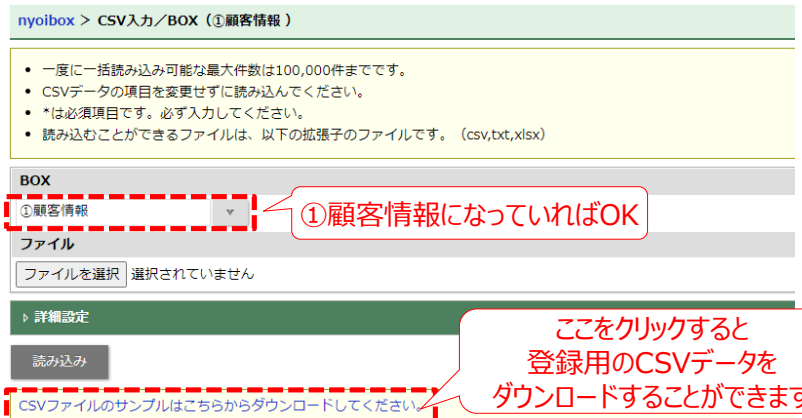 nyoibox > CSV入力／BOX（①顧客情報 ）
• 一度に一括読み込み可能な最大件数は100,000件までです。
• CSVデータの項目を変更せずに読み込んでください。
• *は必須項目です。必ず入力してください。
• 読み込むことができるファイルは、以下の拡張子のファイルです。（csv,txt,xlsx）
BOX
①顧客情報
①顧客情報になっていればOK
ファイル
ファイルを選択 選択されていません
詳細設定
読み込み
ここをクリックすると
登録用のCSVデータを
ダウンロードすることができます
CSVファイルのサンプルはこちらからダウンロードしてください。